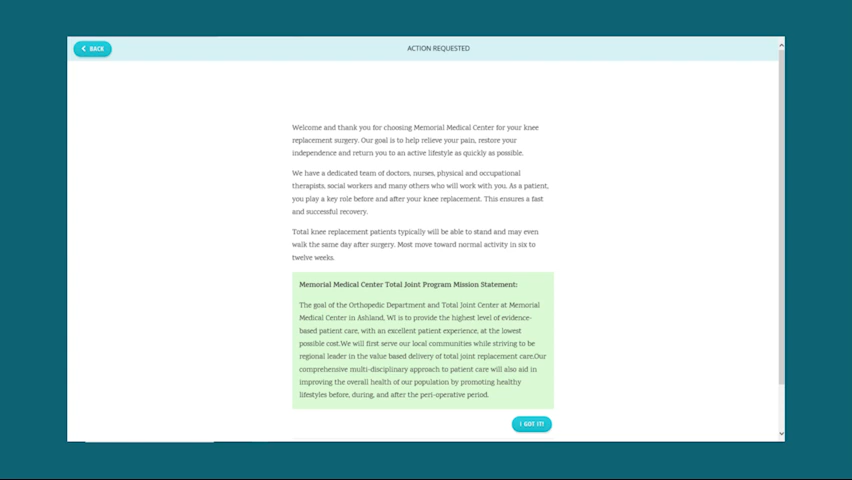 BACK
ACTION REQUESTED
Welcome and thank you for choosing Memorial Medical Center for your knee
replacement surgery. Our goal is to help relieve your pain, restore your
independence and return you to an active lifestyle as quickly as possible.
We have a dedicated team of doctors, nurses, physical and occupational
therapists, social workers and many others who will work with you. As a patient,
you play a key role before and after your knee replacement. This ensures a fast
and successful recovery.
Total knee replacement patients typically will be able to stand and may even
walk the same day after surgery. Most move toward normal activity in six to
twelve weeks.
Memorial Medical Center Total Joint Program Mission Statement:
The goal of the Orthopedic Department and Total Joint Center at Memorial
Medical Center in Ashland, WI is to provide the highest level of evidence-
based patient care, with an excellent patient experience, at the lowest
possible cost.We will first serve our local communities while striving to be
regional leader in the value based delivery of total joint replacement care.Our
comprehensive multi-disciplinary approach to patient care will also aid in
improving the overall health of our population by promoting healthy
lifestyles before, during, and after the peri-operative period.
I GOT IT!